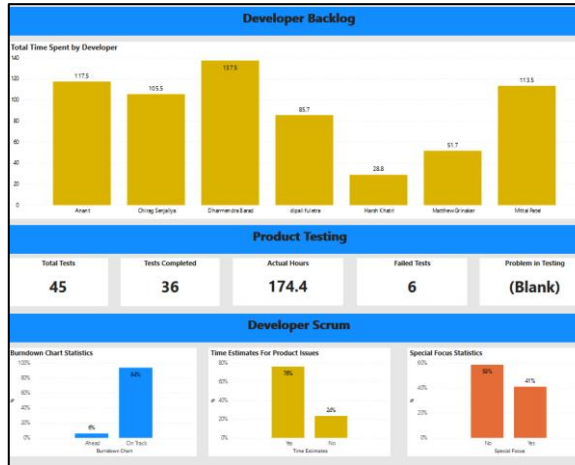 Developer Backlog
Total Time Spent by Developer
140
120
100
80
60
40
20
0
117.5
105.5
137.5
85.7
28.8
51.7
113.5
Anant
Chirag Senjaliya
Dharmendra Barad
Harsh Khatri
Matthew Grinaker
Mittal Patel
Product Testing
Total Tests
45
Tests Completed
36
Actual Hours
174.4
Failed Tests
6
Problem in Testing
(Blank)
Developer Scrum
Burndown Chart Statistics
100%
80%
60%
40%
20%
0%
%
6%
94%
Ahead
On Track
Burndown Chart
Time Estimates For Product Issues
80%
60%
40%
20%
0%
%
76%
24%
Yes
No
Time Estimates
Special Focus Statistics
60%
40%
20%
0%
%
59%
41%
No
Yes
Special Focus